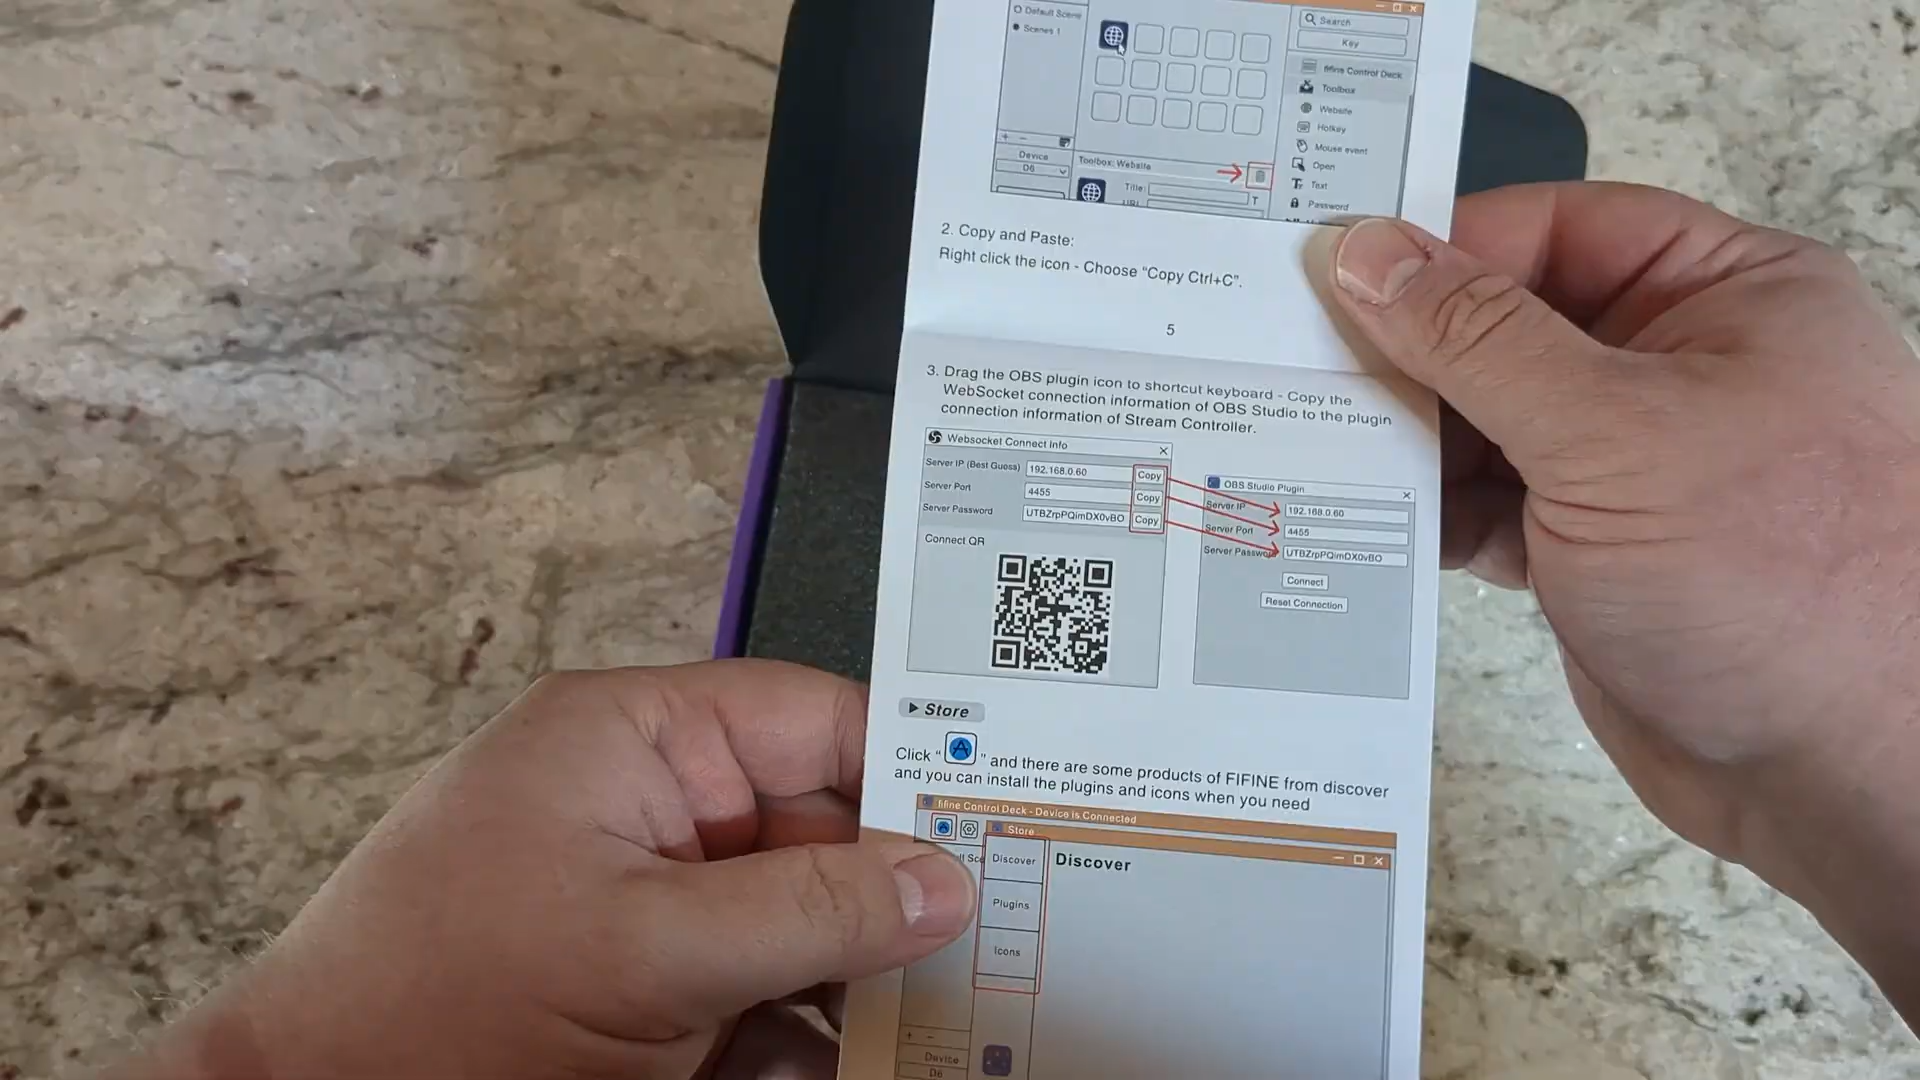 Default Scene
Scenes 1
Search
Key
fifine Control Deck
Toolbox
Website
Hotkey
Mouse event
Open
Text
Password
+ −
Device
D6
Toolbox: Website
Title:
T
URL
2. Copy and Paste:
Right click the icon - Choose "Copy Ctrl+C".
5
3. Drag the OBS plugin icon to shortcut keyboard - Copy the
WebSocket connection information of OBS Studio to the plugin
connection information of Stream Controller.
Websocket Connect Info
Server IP (Best Guess) 192.168.0.60 Copy
Server Port 4455 Copy
Server Password UTBZrpPQimDX0vBO Copy
Connect QR
OBS Studio Plugin
Server IP 192.168.0.60
Server Port 4455
Server Password UTBZrpPQimDX0vBO
Connect
Reset Connection
Store
Click " " and there are some products of FIFINE from discover
and you can install the plugins and icons when you need
fifine Control Deck - Device is Connected
Store
Discover
Plugins
Icons
Discover
+ −
Device
D6